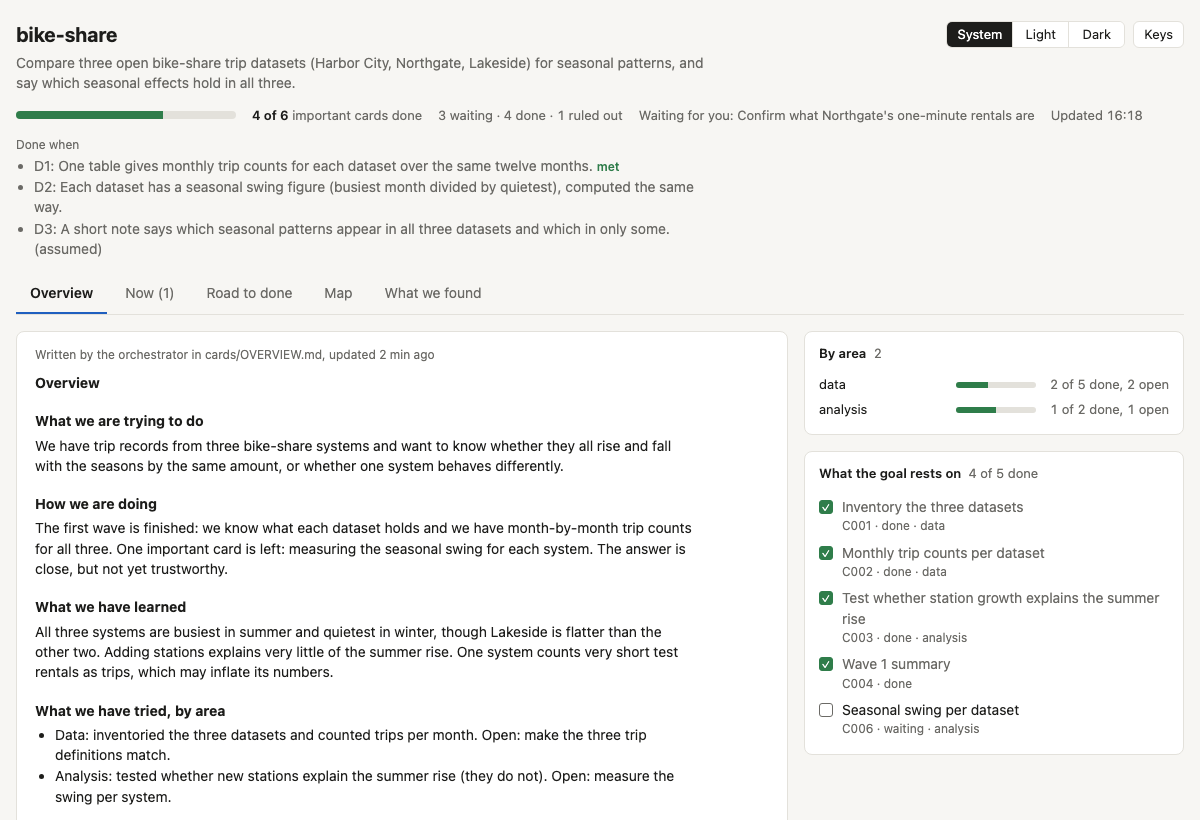 bike-share
System Light Dark Keys
Compare three open bike-share trip datasets (Harbor City, Northgate, Lakeside) for seasonal patterns, and
say which seasonal effects hold in all three.
4 of 6 important cards done 3 waiting · 4 done · 1 ruled out Waiting for you: Confirm what Northgate's one-minute rentals are Updated 16:18
Done when
D1: One table gives monthly trip counts for each dataset over the same twelve months. met
D2: Each dataset has a seasonal swing figure (busiest month divided by quietest), computed the same
way.
D3: A short note says which seasonal patterns appear in all three datasets and which in only some.
(assumed)
Overview Now (1) Road to done Map What we found
Written by the orchestrator in cards/OVERVIEW.md, updated 2 min ago
Overview
What we are trying to do
We have trip records from three bike-share systems and want to know whether they all rise and fall
with the seasons by the same amount, or whether one system behaves differently.
How we are doing
The first wave is finished: we know what each dataset holds and we have month-by-month trip counts
for all three. One important card is left: measuring the seasonal swing for each system. The answer is
close, but not yet trustworthy.
What we have learned
All three systems are busiest in summer and quietest in winter, though Lakeside is flatter than the
other two. Adding stations explains very little of the summer rise. One system counts very short test
rentals as trips, which may inflate its numbers.
What we have tried, by area
Data: inventoried the three datasets and counted trips per month. Open: make the three trip
definitions match.
Analysis: tested whether new stations explain the summer rise (they do not). Open: measure the
swing per system.
By area 2
data 2 of 5 done, 2 open
analysis 1 of 2 done, 1 open
What the goal rests on 4 of 5 done
Inventory the three datasets
C001 · done · data
Monthly trip counts per dataset
C002 · done · data
Test whether station growth explains the summer
rise
C003 · done · analysis
Wave 1 summary
C004 · done
Seasonal swing per dataset
C006 · waiting · analysis